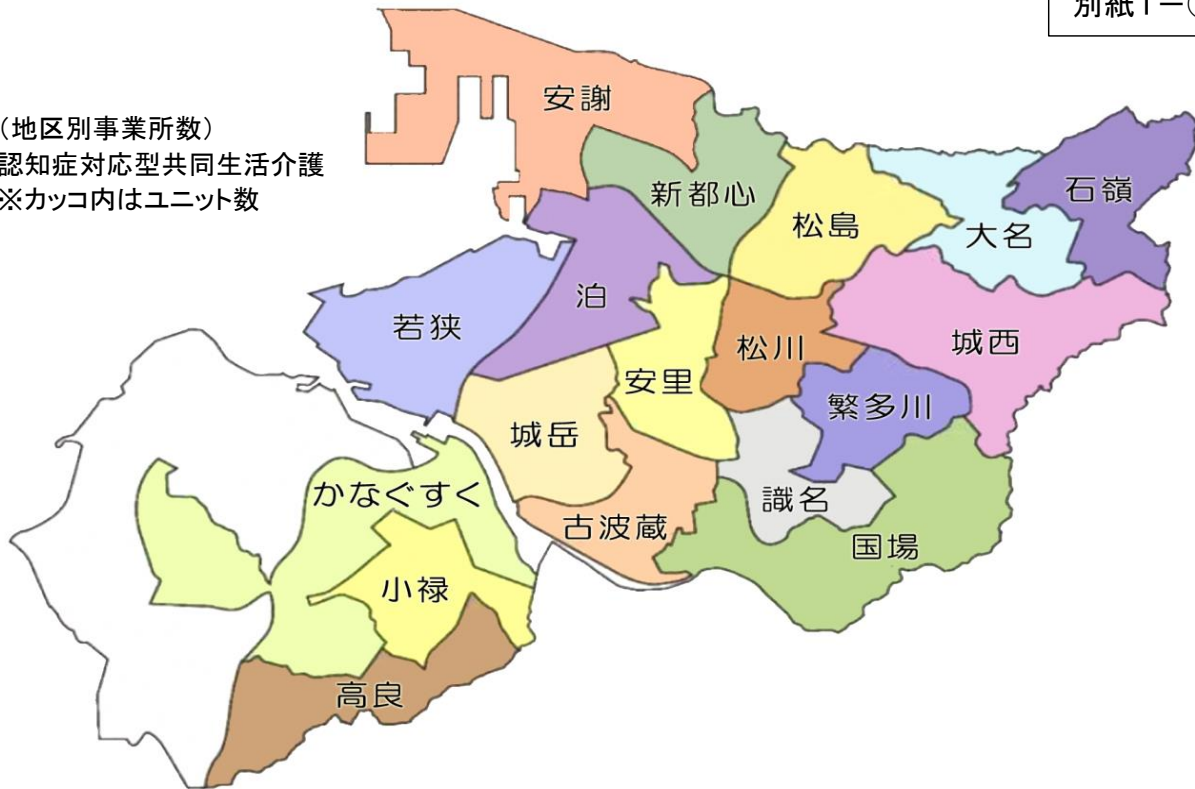 別紙1－
(地区別事業所数)
認知症対応型共同生活介護
※カッコ内はユニット数
安謝
新都心
松島
大名
石嶺
泊
若狭
安里
松川
城西
繁多川
城岳
識名
古波蔵
国場
かなぐすく
小禄
高良